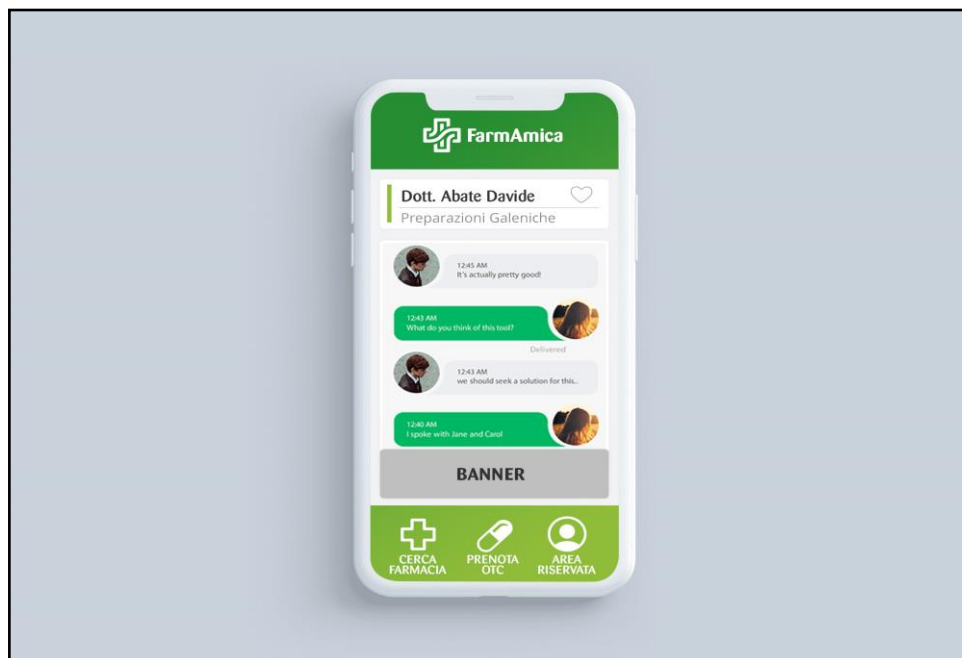 FarmAmica
Dott. Abate Davide
Preparazioni Galeniche
12:45 AM
It's actually pretty good!
12:43 AM
What do you think of this tool?
Delivered
12:43 AM
we should seek a solution for this..
12:40 AM
I spoke with Jane and Carol
BANNER
CERCA
FARMACIA
PRENOTA
OTC
AREA
RISERVATA